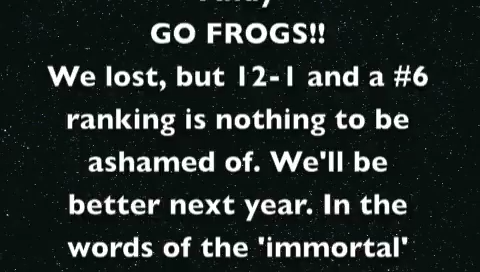 GO FROGS!!
We lost, but 12-1 and a #6
ranking is nothing to be
ashamed of. We'll be
better next year. In the
words of the 'immortal'